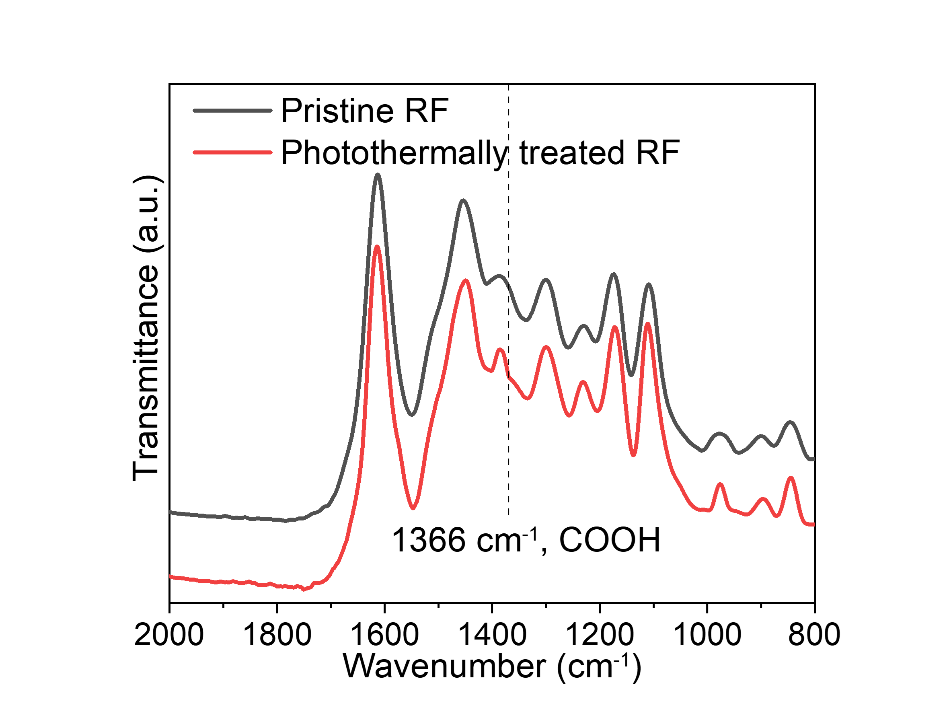 Pristine RF
Photothermally treated RF
Transmittance (a.u.)
1366 cm-1, COOH
2000 1800 1600 1400 1200 1000 800
Wavenumber (cm-1)